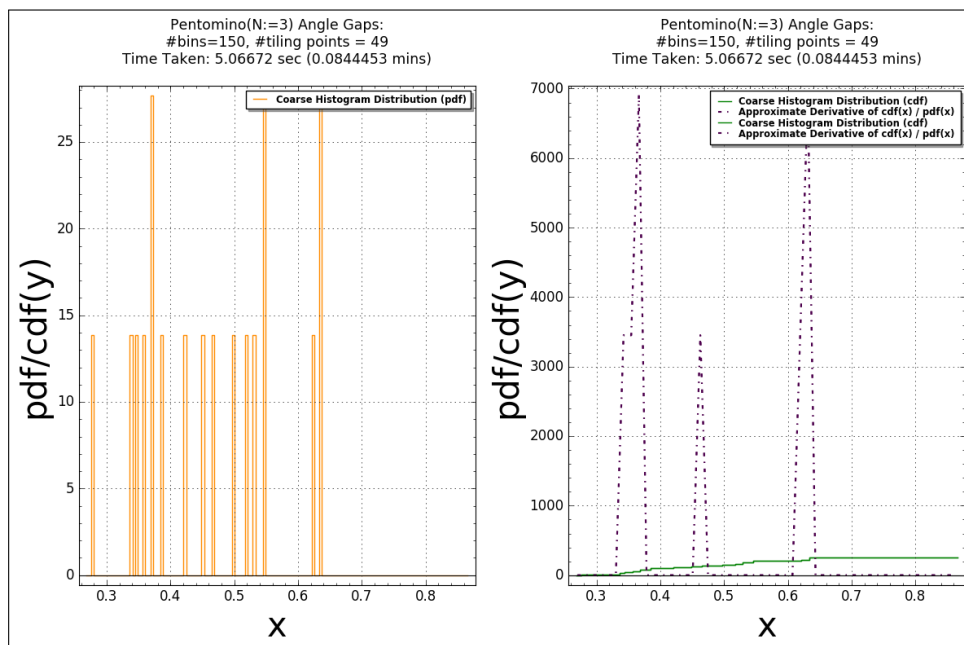 Pentomino(N:=3) Angle Gaps:
#bins=150, #tiling points = 49
Time Taken: 5.06672 sec (0.0844453 mins)
Coarse Histogram Distribution (pdf)
25
20
15
10
5
0
0.3 0.4 0.5 0.6 0.7 0.8
pdf/cdf(y)
x
Pentomino(N:=3) Angle Gaps:
#bins=150, #tiling points = 49
Time Taken: 5.06672 sec (0.0844453 mins)
Coarse Histogram Distribution (cdf)
Approximate Derivative of cdf(x) / pdf(x)
Coarse Histogram Distribution (cdf)
Approximate Derivative of cdf(x) / pdf(x)
7000
6000
5000
4000
3000
2000
1000
0
0.3 0.4 0.5 0.6 0.7 0.8
pdf/cdf(y)
x